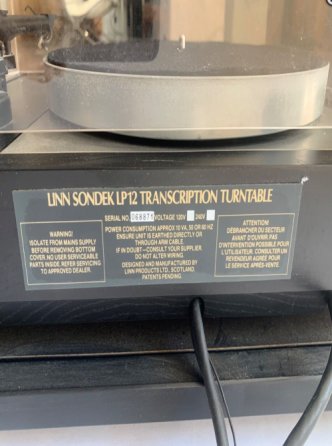 LINN SONDEK LP12 TRANSCRIPTION TURNTABLE
SERIAL NO. 068871 VOLTAGE 120V 240V
WARNING!
ISOLATE FROM MAINS SUPPLY
BEFORE REMOVING BOTTOM
COVER. NO USER SERVICEABLE
PARTS INSIDE. REFER SERVICING
TO APPROVED DEALER.
POWER CONSUMPTION APPROX 10 VA, 50 OR 60 HZ
ENSURE UNIT IS EARTHED DIRECTLY OR
THROUGH ARM CABLE.
IF IN DOUBT—CONSULT YOUR SUPPLIER
DO NOT ALTER WIRING.
DESIGNED AND MANUFACTURED BY
LINN PRODUCTS LTD., SCOTLAND.
PATENTS PENDING.
ATTENTION
DEBRANCHER DU SECTEUR
AVANT D'OUVRIR. PAS
D'INTERVENTION POSSIBLE POUR
L'UTILISATEUR. CONSULTER UN
REVENDEUR AGREE POUR
LE SERVICE APRES-VENTE.